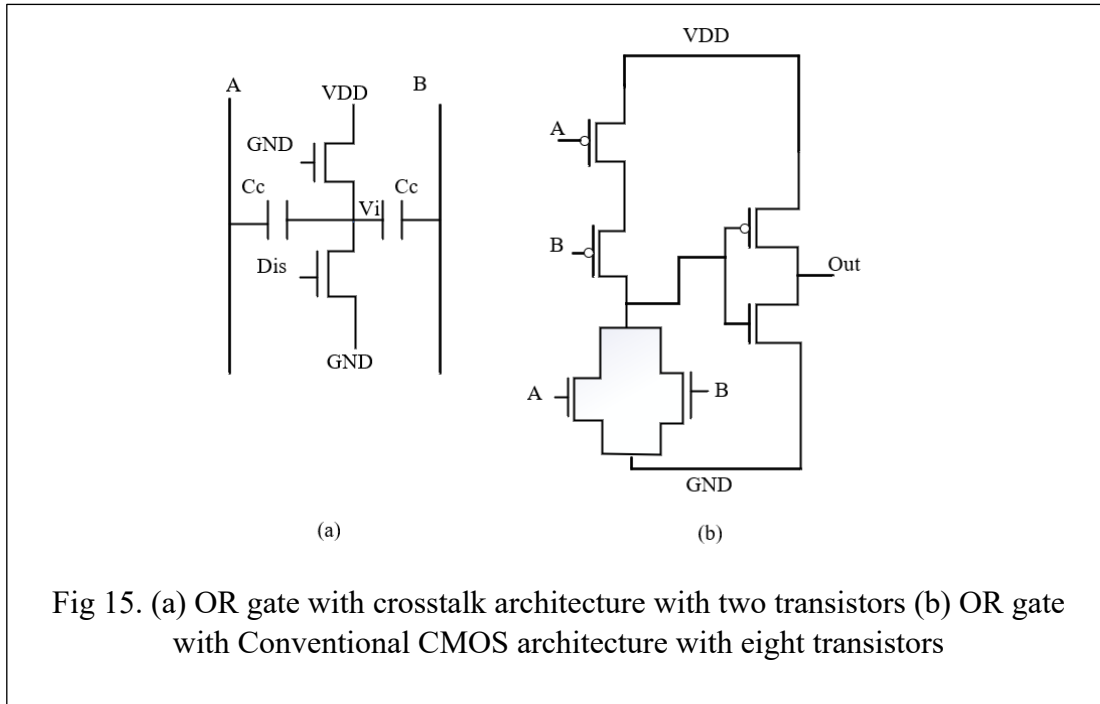 A
VDD
B
GND
Cc
Vi
Cc
Dis
GND
(a)
VDD
A
B
Out
A
B
GND
(b)
Fig 15. (a) OR gate with crosstalk architecture with two transistors (b) OR gate
with Conventional CMOS architecture with eight transistors